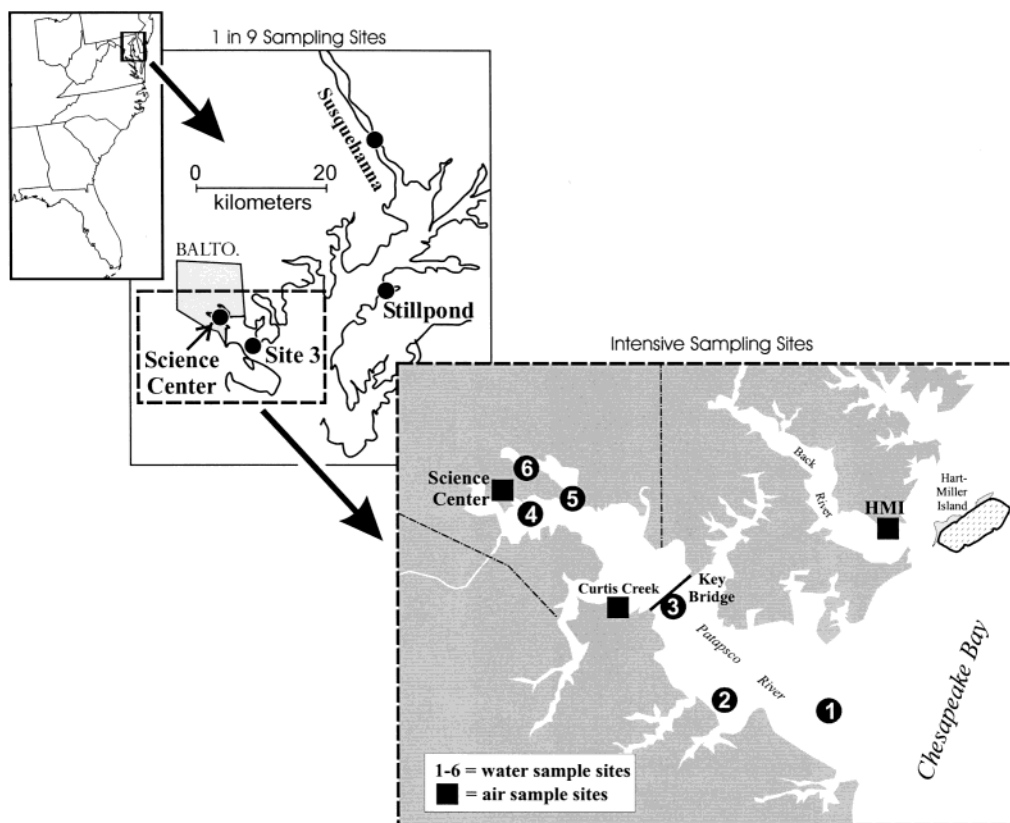 1 in 9 Sampling Sites
Susquehanna
0
20
kilometers
BALTO.
Stillpond
Science
Center
Site 3
Intensive Sampling Sites
Back
River
Hart-
Miller
Island
HMI
6
Science
Center
5
4
Key
Bridge
Curtis Creek
3
Patapsco
River
2
1
Chesapeake Bay
1-6 = water sample sites
= air sample sites